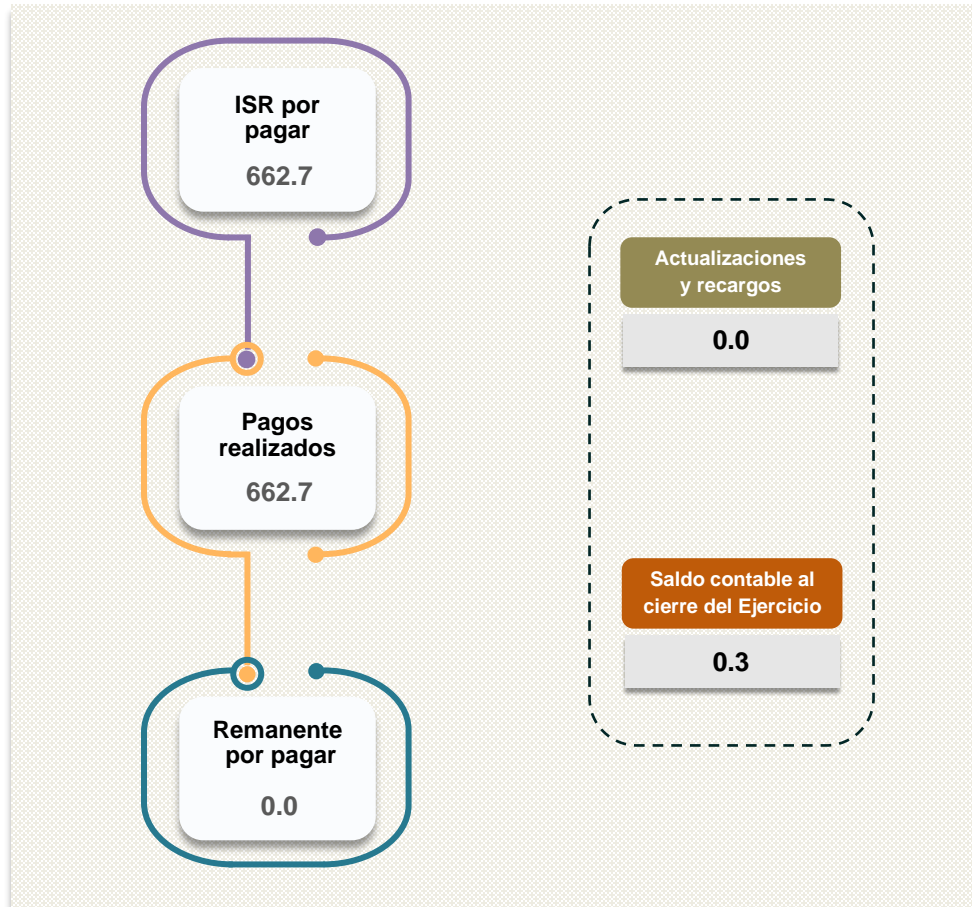 ISR por
pagar
662.7
Pagos
realizados
662.7
Remanente
por pagar
0.0
Actualizaciones
y recargos
0.0
Saldo contable al
cierre del Ejercicio
0.3